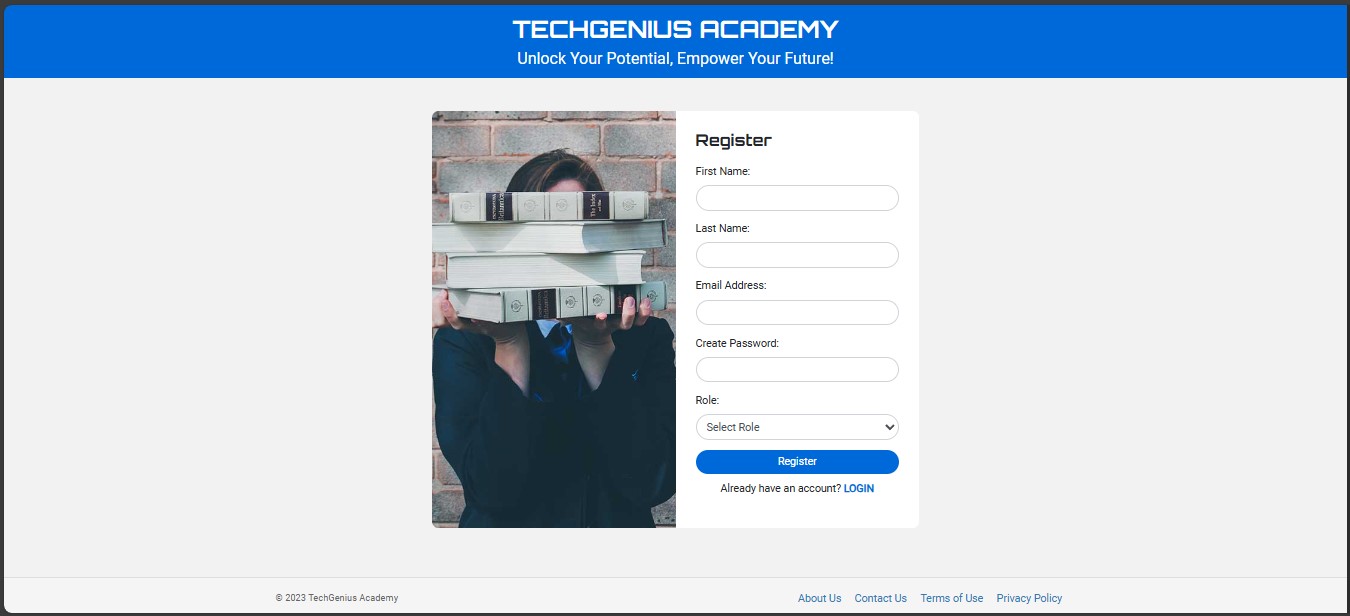 TECHGENIUS ACADEMY
Unlock Your Potential, Empower Your Future!
Register
First Name:
Last Name:
Email Address:
Create Password:
Role:
Select Role
Register
Already have an account? LOGIN
© 2023 TechGenius Academy
About Us Contact Us Terms of Use Privacy Policy